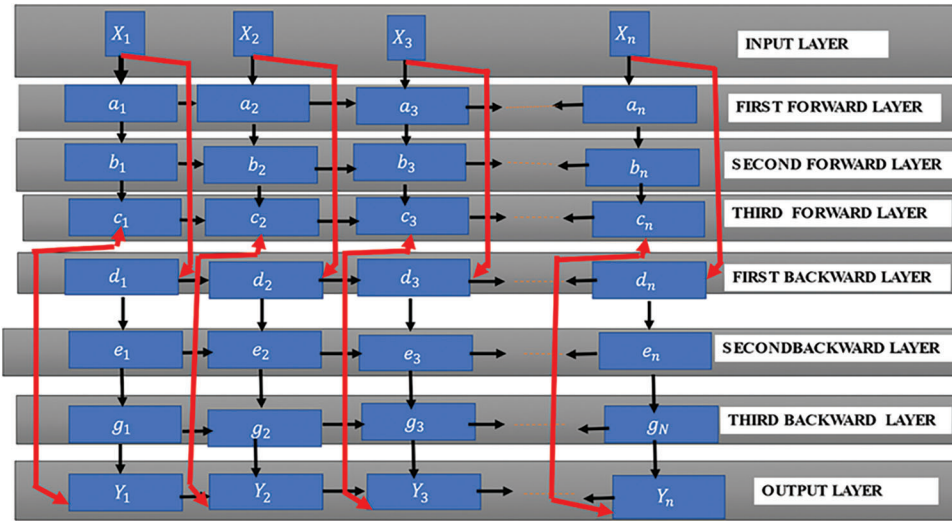 X₁ X₂ X₃ Xₙ INPUT LAYER
a₁ a₂ a₃ aₙ FIRST FORWARD LAYER
b₁ b₂ b₃ bₙ SECOND FORWARD LAYER
c₁ c₂ c₃ cₙ THIRD FORWARD LAYER
d₁ d₂ d₃ dₙ FIRST BACKWARD LAYER
e₁ e₂ e₃ eₙ SECONDBACKWARD LAYER
g₁ g₂ g₃ g_N THIRD BACKWARD LAYER
Y₁ Y₂ Y₃ Yₙ OUTPUT LAYER